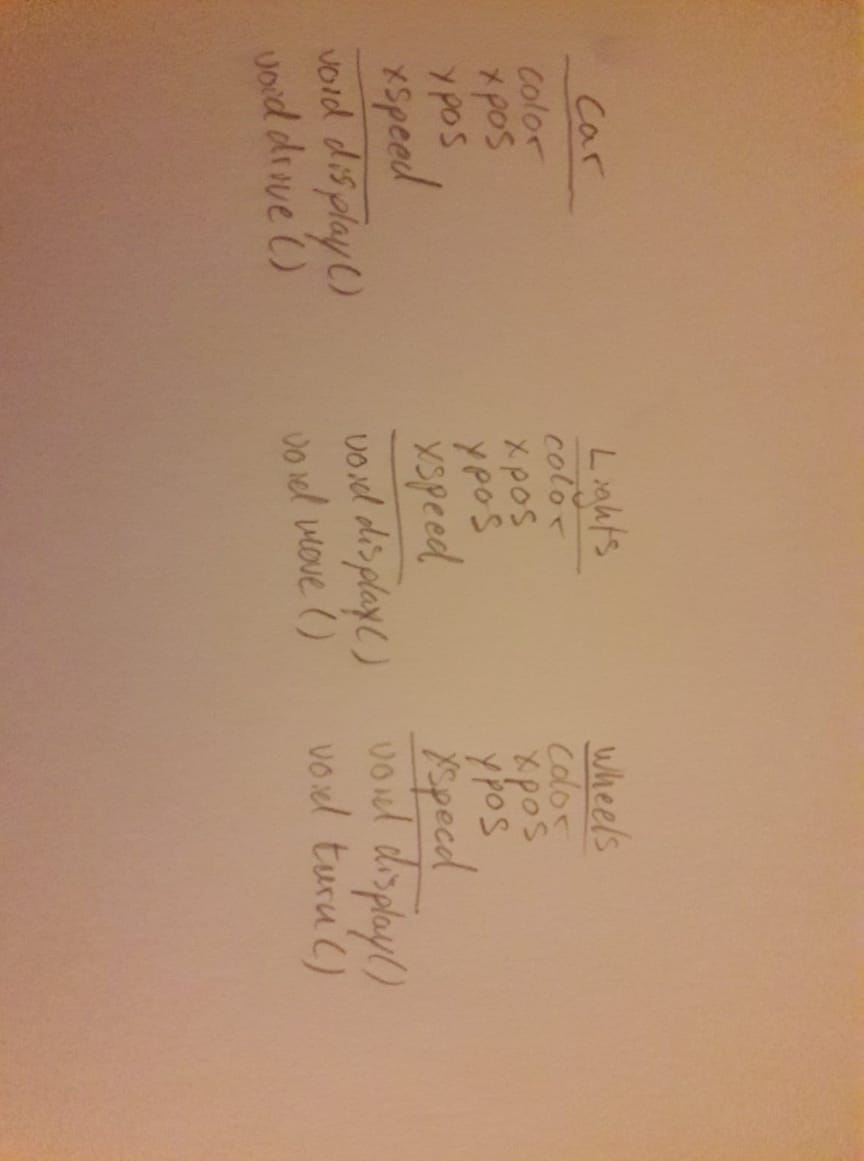 Car
color
xpos
ypos
xspeed
void display()
void drive()
Lights
color
xpos
ypos
xspeed
void display()
void move()
Wheels
color
xpos
ypos
xspeed
void display()
void turn()